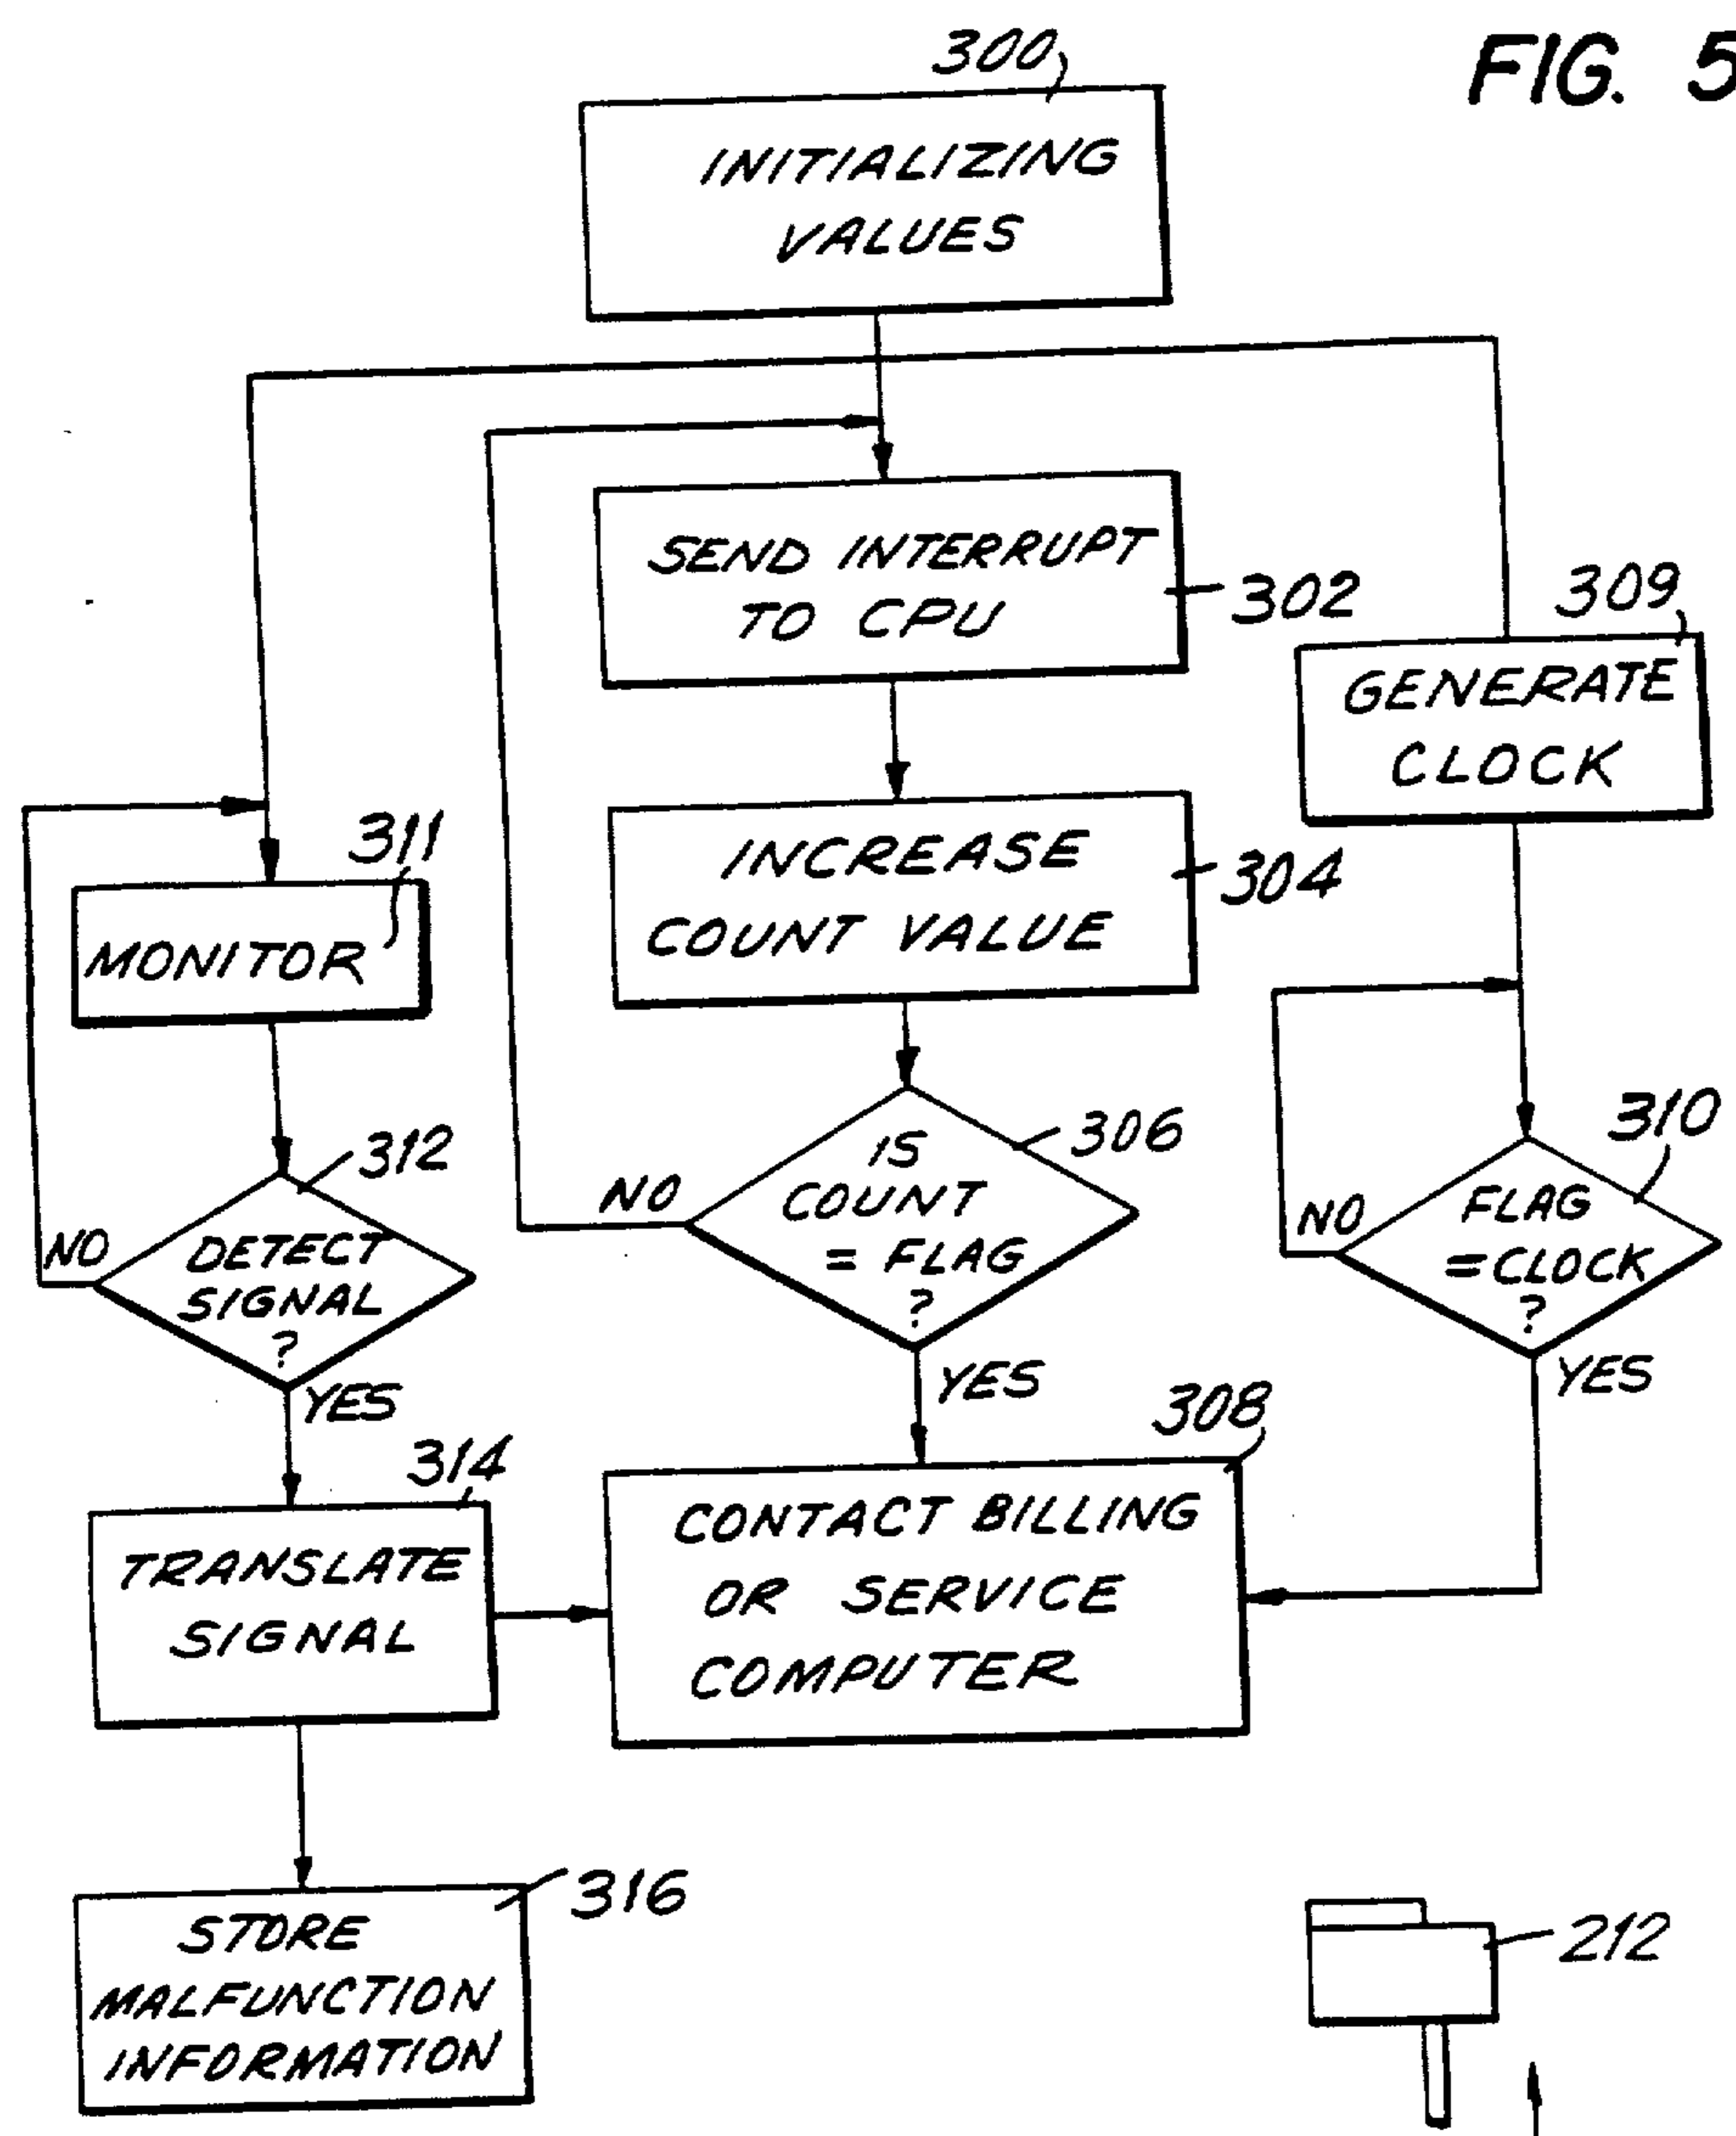 300
FIG. 5
INITIALIZING
VALUES
SEND INTERRUPT
TO CPU
302
309
GENERATE
CLOCK
311
MONITOR
INCREASE
COUNT VALUE
304
312
DETECT
SIGNAL
?
NO
YES
306
IS
COUNT
= FLAG
?
NO
YES
310
FLAG
=CLOCK
?
NO
YES
314
TRANSLATE
SIGNAL
308
CONTACT BILLING
OR SERVICE
COMPUTER
316
STORE
MALFUNCTION
INFORMATION
212